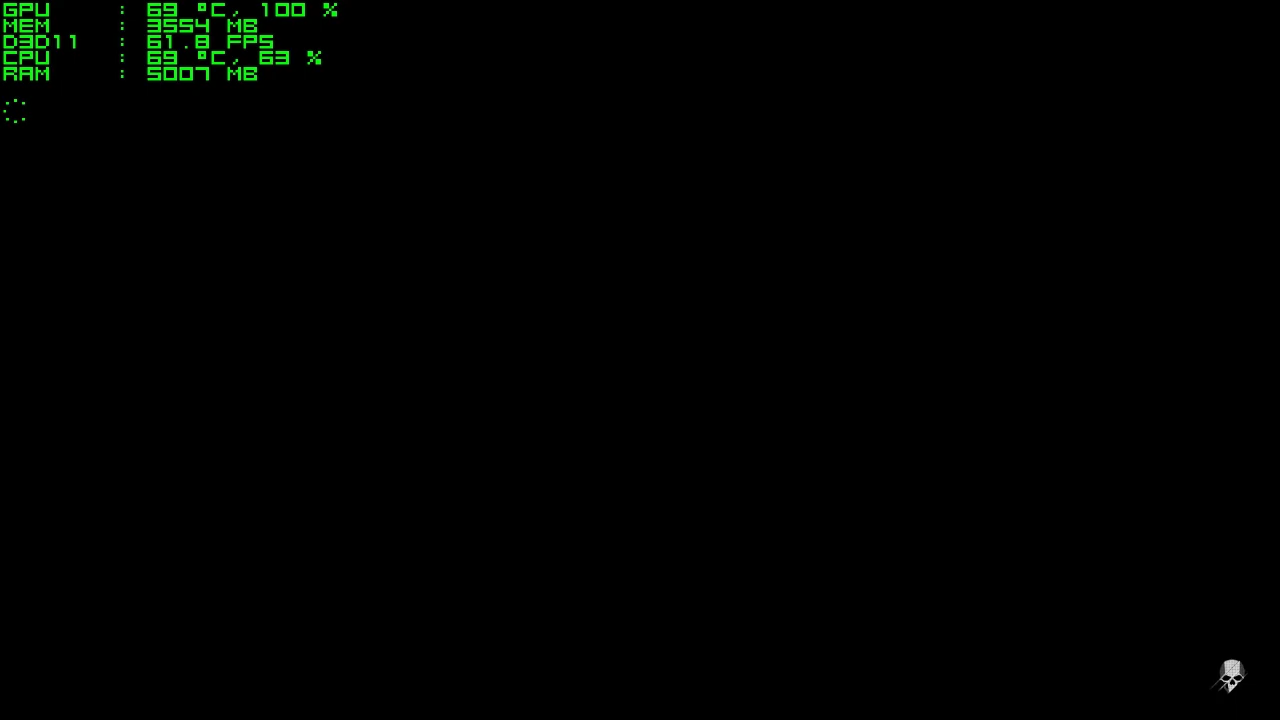 GPU : 69 °C, 100 %
MEM : 3554 MB
D3D11 : 61.8 FPS
CPU : 69 °C, 63 %
RAM : 5007 MB